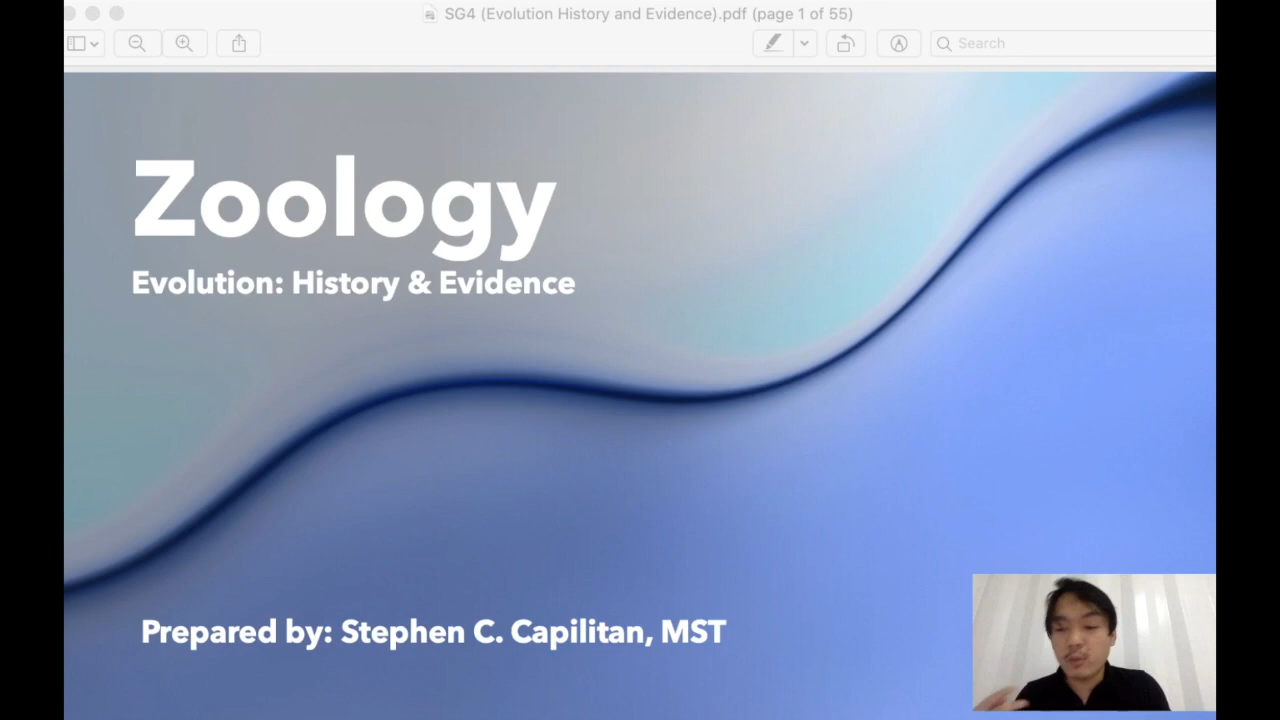 SG4 (Evolution History and Evidence).pdf (page 1 of 55)
Search
Zoology
Evolution: History & Evidence
Prepared by: Stephen C. Capilitan, MST